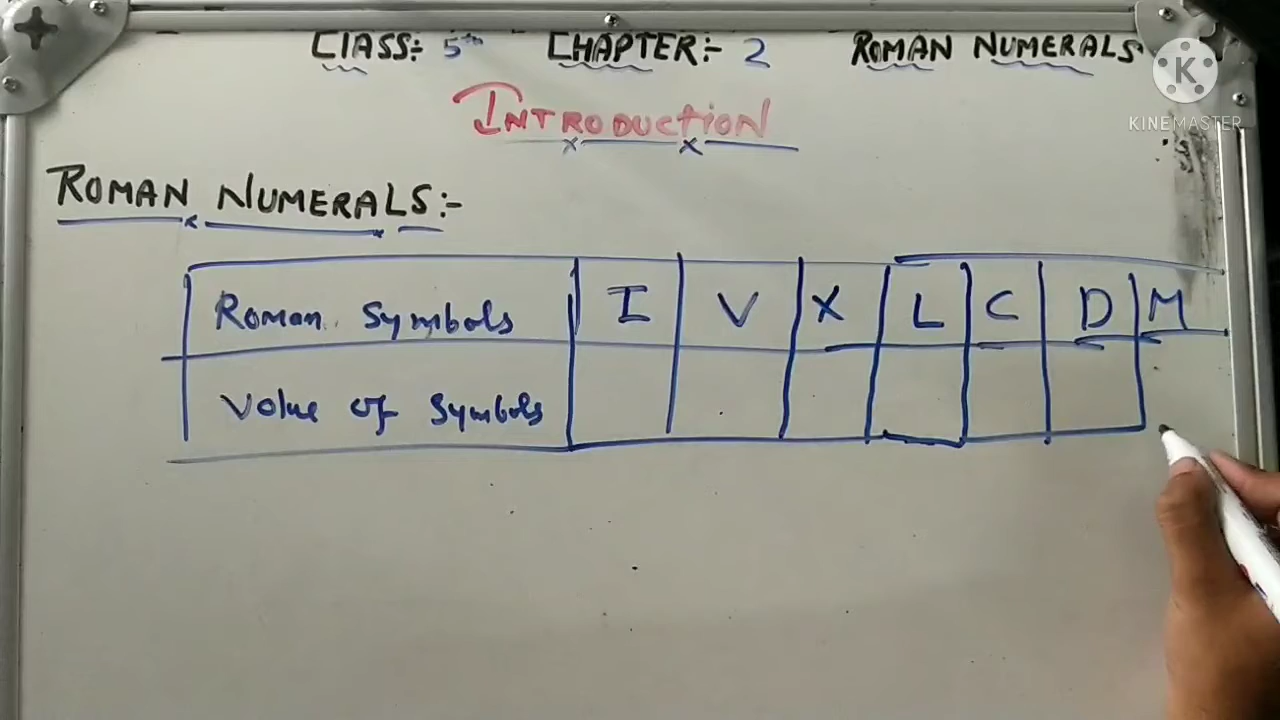 CLASS:- 5th CHAPTER:- 2 ROMAN NUMERALS
K
KINEMASTER
INTRODUCTION
ROMAN NUMERALS:-
Roman Symbols I V X L C D M
Value of Symbols